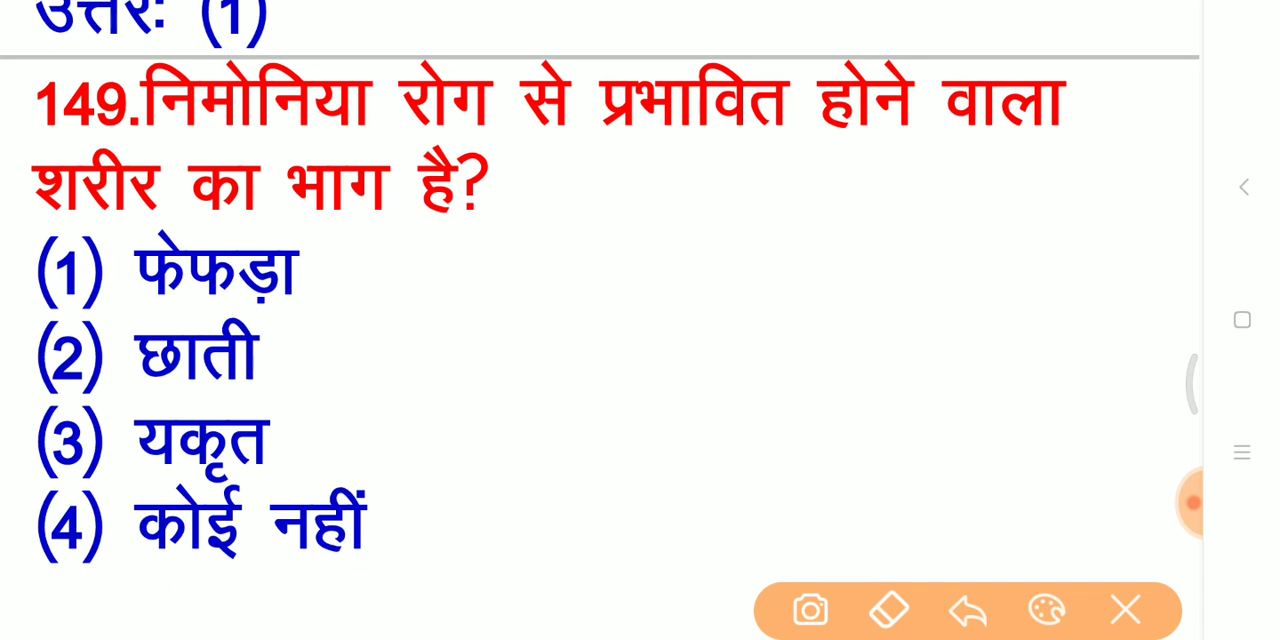 उत्तरः (1)
149.निमोनिया रोग से प्रभावित होने वाला
शरीर का भाग है?
(1) फेफड़ा
(2) छाती
(3) यकृत
(4) कोई नहीं